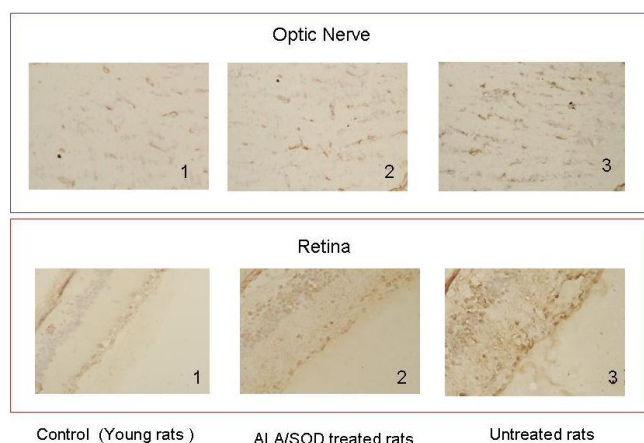 Optic Nerve
1 2 3
Retina
1 2 3
Control (Young rats ) ALA/SOD treated rats Untreated rats